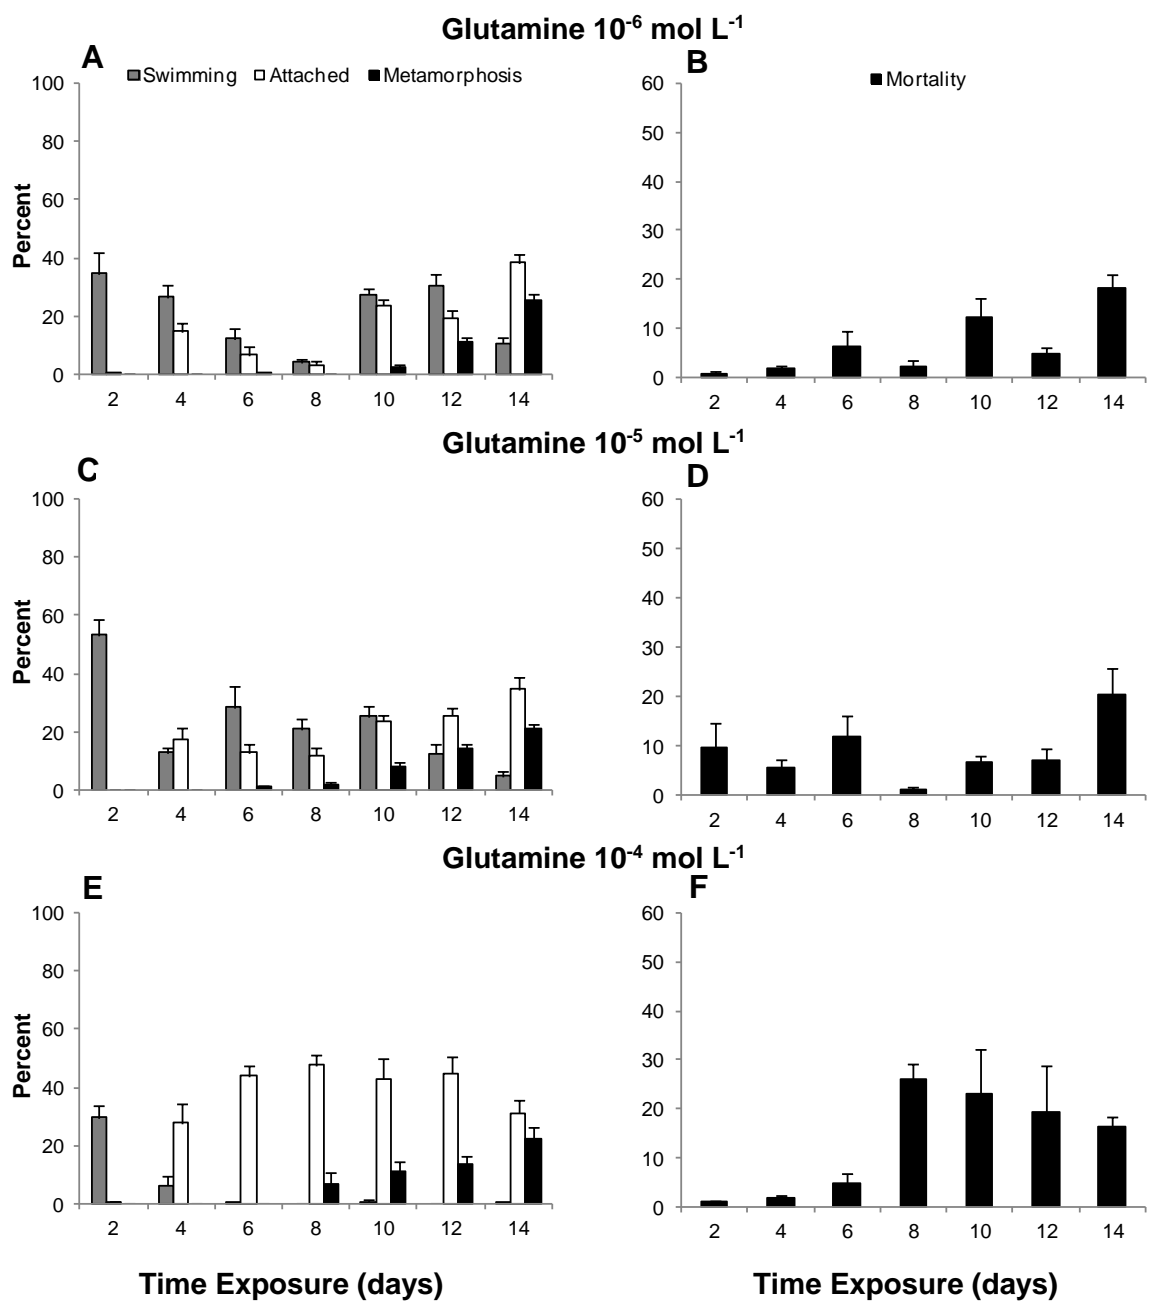 Glutamine 10⁻⁶ mol L⁻¹
A
Swimming Attached Metamorphosis
100
80
60
40
20
0
Percent
2 4 6 8 10 12 14
B
Mortality
60
50
40
30
20
10
0
2 4 6 8 10 12 14
Glutamine 10⁻⁵ mol L⁻¹
C
100
80
60
40
20
0
Percent
2 4 6 8 10 12 14
D
60
50
40
30
20
10
0
2 4 6 8 10 12 14
Glutamine 10⁻⁴ mol L⁻¹
E
100
80
60
40
20
0
Percent
2 4 6 8 10 12 14
Time Exposure (days)
F
60
50
40
30
20
10
0
2 4 6 8 10 12 14
Time Exposure (days)